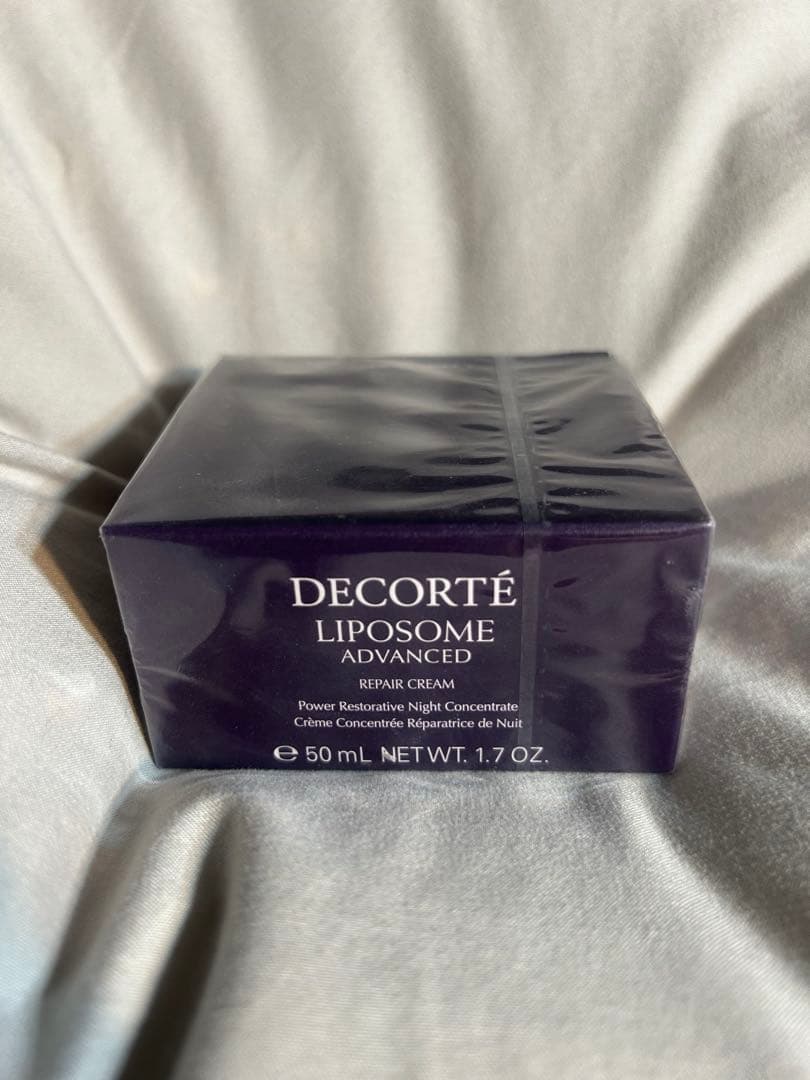 DECORTÉ
LIPOSOME
ADVANCED
REPAIR CREAM
Power Restorative Night Concentrate
Crème Concentrée Réparatrice de Nuit
℮ 50 mL NET WT. 1.7 OZ.